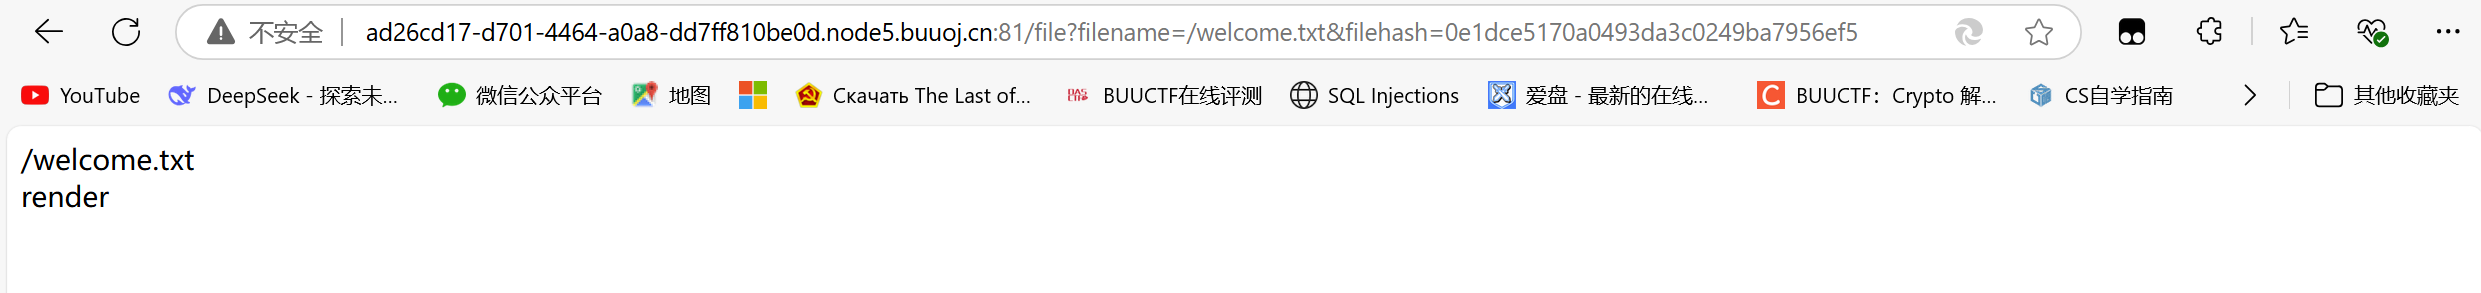 不安全 ad26cd17-d701-4464-a0a8-dd7ff810be0d.node5.buuoj.cn:81/file?filename=/welcome.txt&filehash=0e1dce5170a0493da3c0249ba7956ef5
YouTube DeepSeek - 探索未... 微信公众平台 地图 Скачать The Last of... BUUCTF在线评测 SQL Injections 爱盘 - 最新的在线... BUUCTF：Crypto 解... CS自学指南 其他收藏夹
/welcome.txt
render